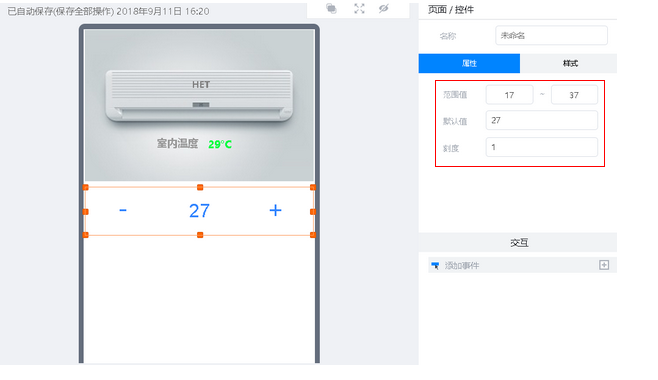 已自动保存(保存全部操作) 2018年9月11日 16:20
HET
室内温度 29°C
- 27 +
页面 / 控件
名称 未命名
属性 样式
范围值 17 - 37
默认值 27
刻度 1
交互
添加事件